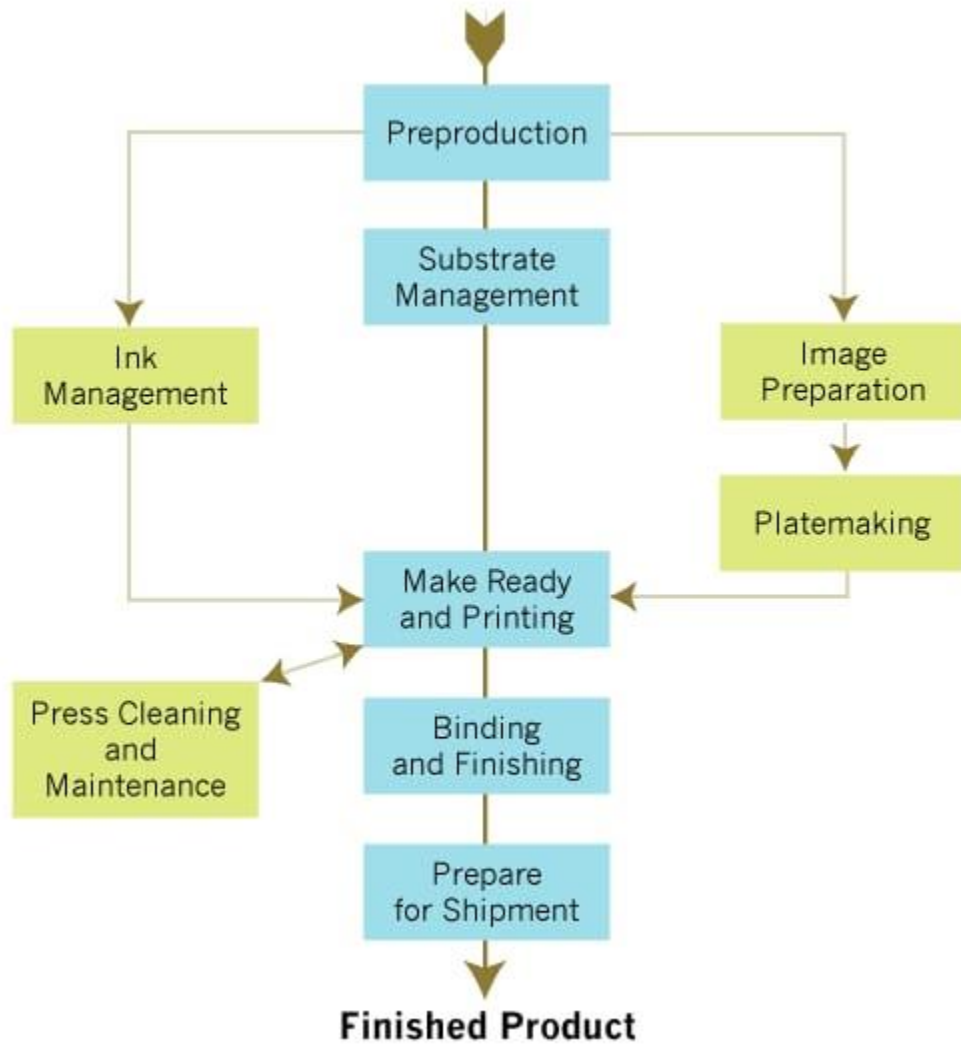 Preproduction
Substrate
Management
Ink
Management
Image
Preparation
Platemaking
Make Ready
and Printing
Press Cleaning
and
Maintenance
Binding
and Finishing
Prepare
for Shipment
Finished Product